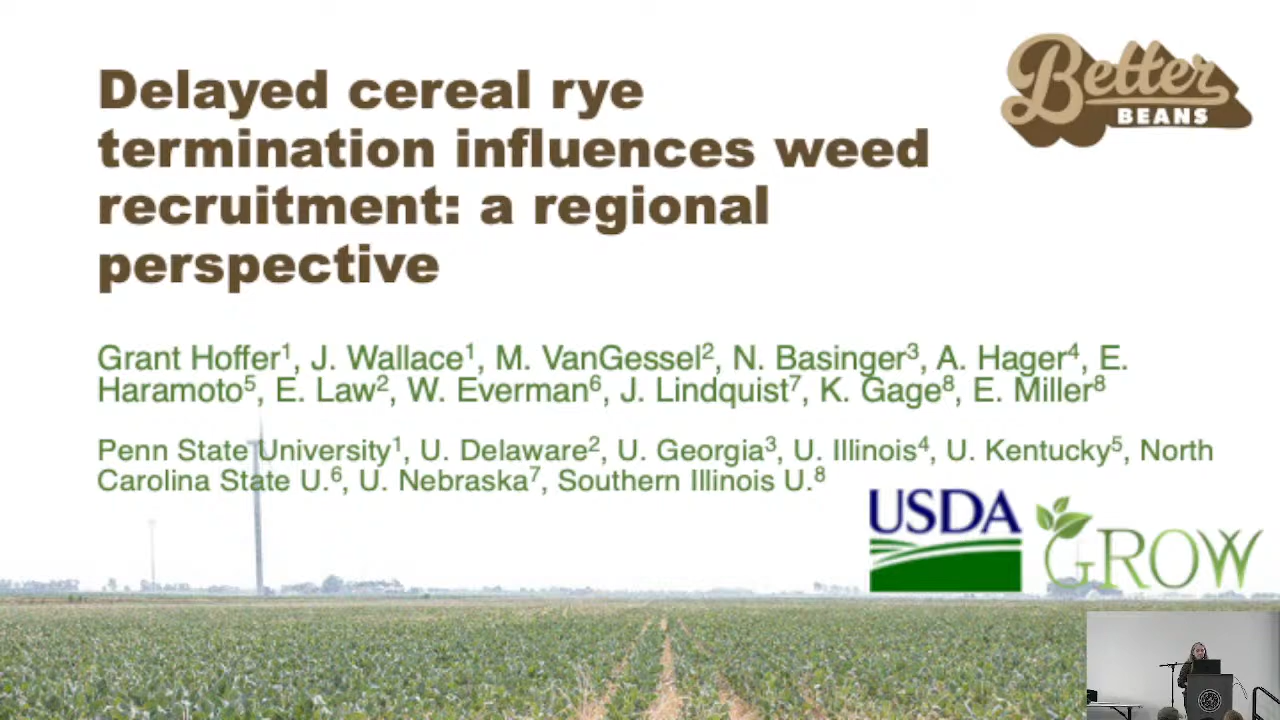 Better
BEANS
Delayed cereal rye
termination influences weed
recruitment: a regional
perspective
Grant Hoffer¹, J. Wallace¹, M. VanGessel², N. Basinger³, A. Hager⁴, E.
Haramoto⁵, E. Law², W. Everman⁶, J. Lindquist⁷, K. Gage⁸, E. Miller⁸
Penn State University¹, U. Delaware², U. Georgia³, U. Illinois⁴, U. Kentucky⁵, North
Carolina State U.⁶, U. Nebraska⁷, Southern Illinois U.⁸
USDA
GROW